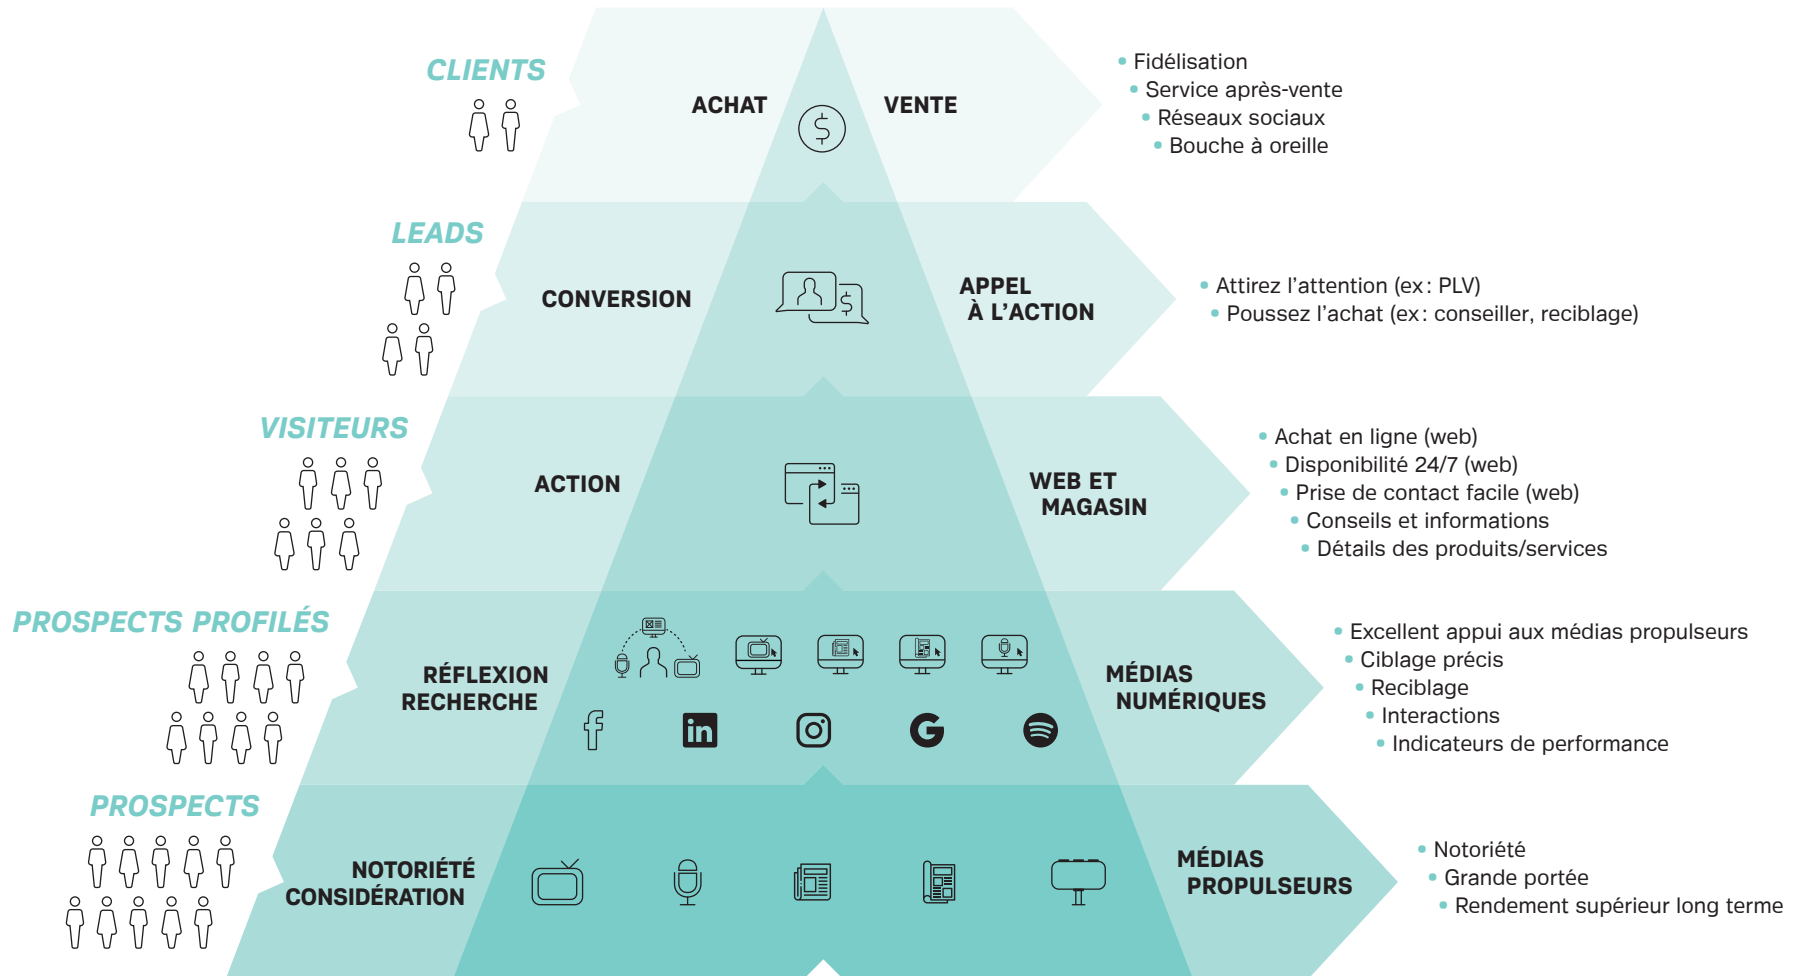 CLIENTS
ACHAT
$
VENTE
• Fidélisation
• Service après-vente
• Réseaux sociaux
• Bouche à oreille
LEADS
CONVERSION
$
APPEL
À L’ACTION
• Attirez l’attention (ex : PLV)
• Poussez l’achat (ex : conseiller, reciblage)
VISITEURS
ACTION
WEB ET
MAGASIN
• Achat en ligne (web)
• Disponibilité 24/7 (web)
• Prise de contact facile (web)
• Conseils et informations
• Détails des produits/services
PROSPECTS PROFILÉS
RÉFLEXION
RECHERCHE
f
in
G
MÉDIAS
NUMÉRIQUES
• Excellent appui aux médias propulseurs
• Ciblage précis
• Reciblage
• Interactions
• Indicateurs de performance
PROSPECTS
NOTORIÉTÉ
CONSIDÉRATION
MÉDIAS
PROPULSEURS
• Notoriété
• Grande portée
• Rendement supérieur long terme